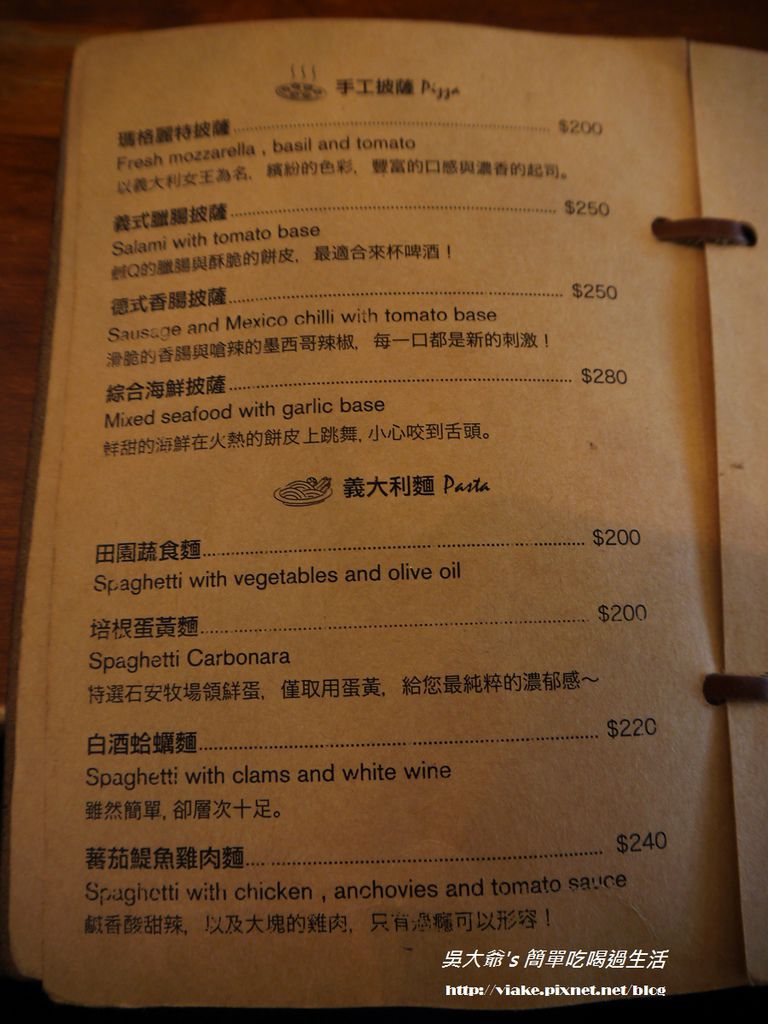 手工披薩 Pizza
瑪格麗特披薩 $200
Fresh mozzarella , basil and tomato
以義大利女王為名, 繽紛的色彩, 豐富的口感與濃香的起司。
義式臘腸披薩 $250
Salami with tomato base
鹹Q的臘腸與酥脆的餅皮, 最適合來杯啤酒！
德式香腸披薩 $250
Sausage and Mexico chilli with tomato base
滑脆的香腸與嗆辣的墨西哥辣椒, 每一口都是新的刺激！
綜合海鮮披薩 $280
Mixed seafood with garlic base
鮮甜的海鮮在火熱的餅皮上跳舞, 小心咬到舌頭。
義大利麵 Pasta
田園蔬食麵 $200
Spaghetti with vegetables and olive oil
培根蛋黃麵 $200
Spaghetti Carbonara
特選石安牧場領鮮蛋, 僅取用蛋黃, 給您最純粹的濃郁感～
白酒蛤蠣麵 $220
Spaghetti with clams and white wine
雖然簡單, 卻層次十足。
蕃茄鯷魚雞肉麵 $240
Spaghetti with chicken , anchovies and tomato sauce
鹹香酸甜辣, 以及大塊的雞肉, 只有過癮可以形容！
吳大爺's 簡單吃喝過生活
http://viake.pixnet.net/blog